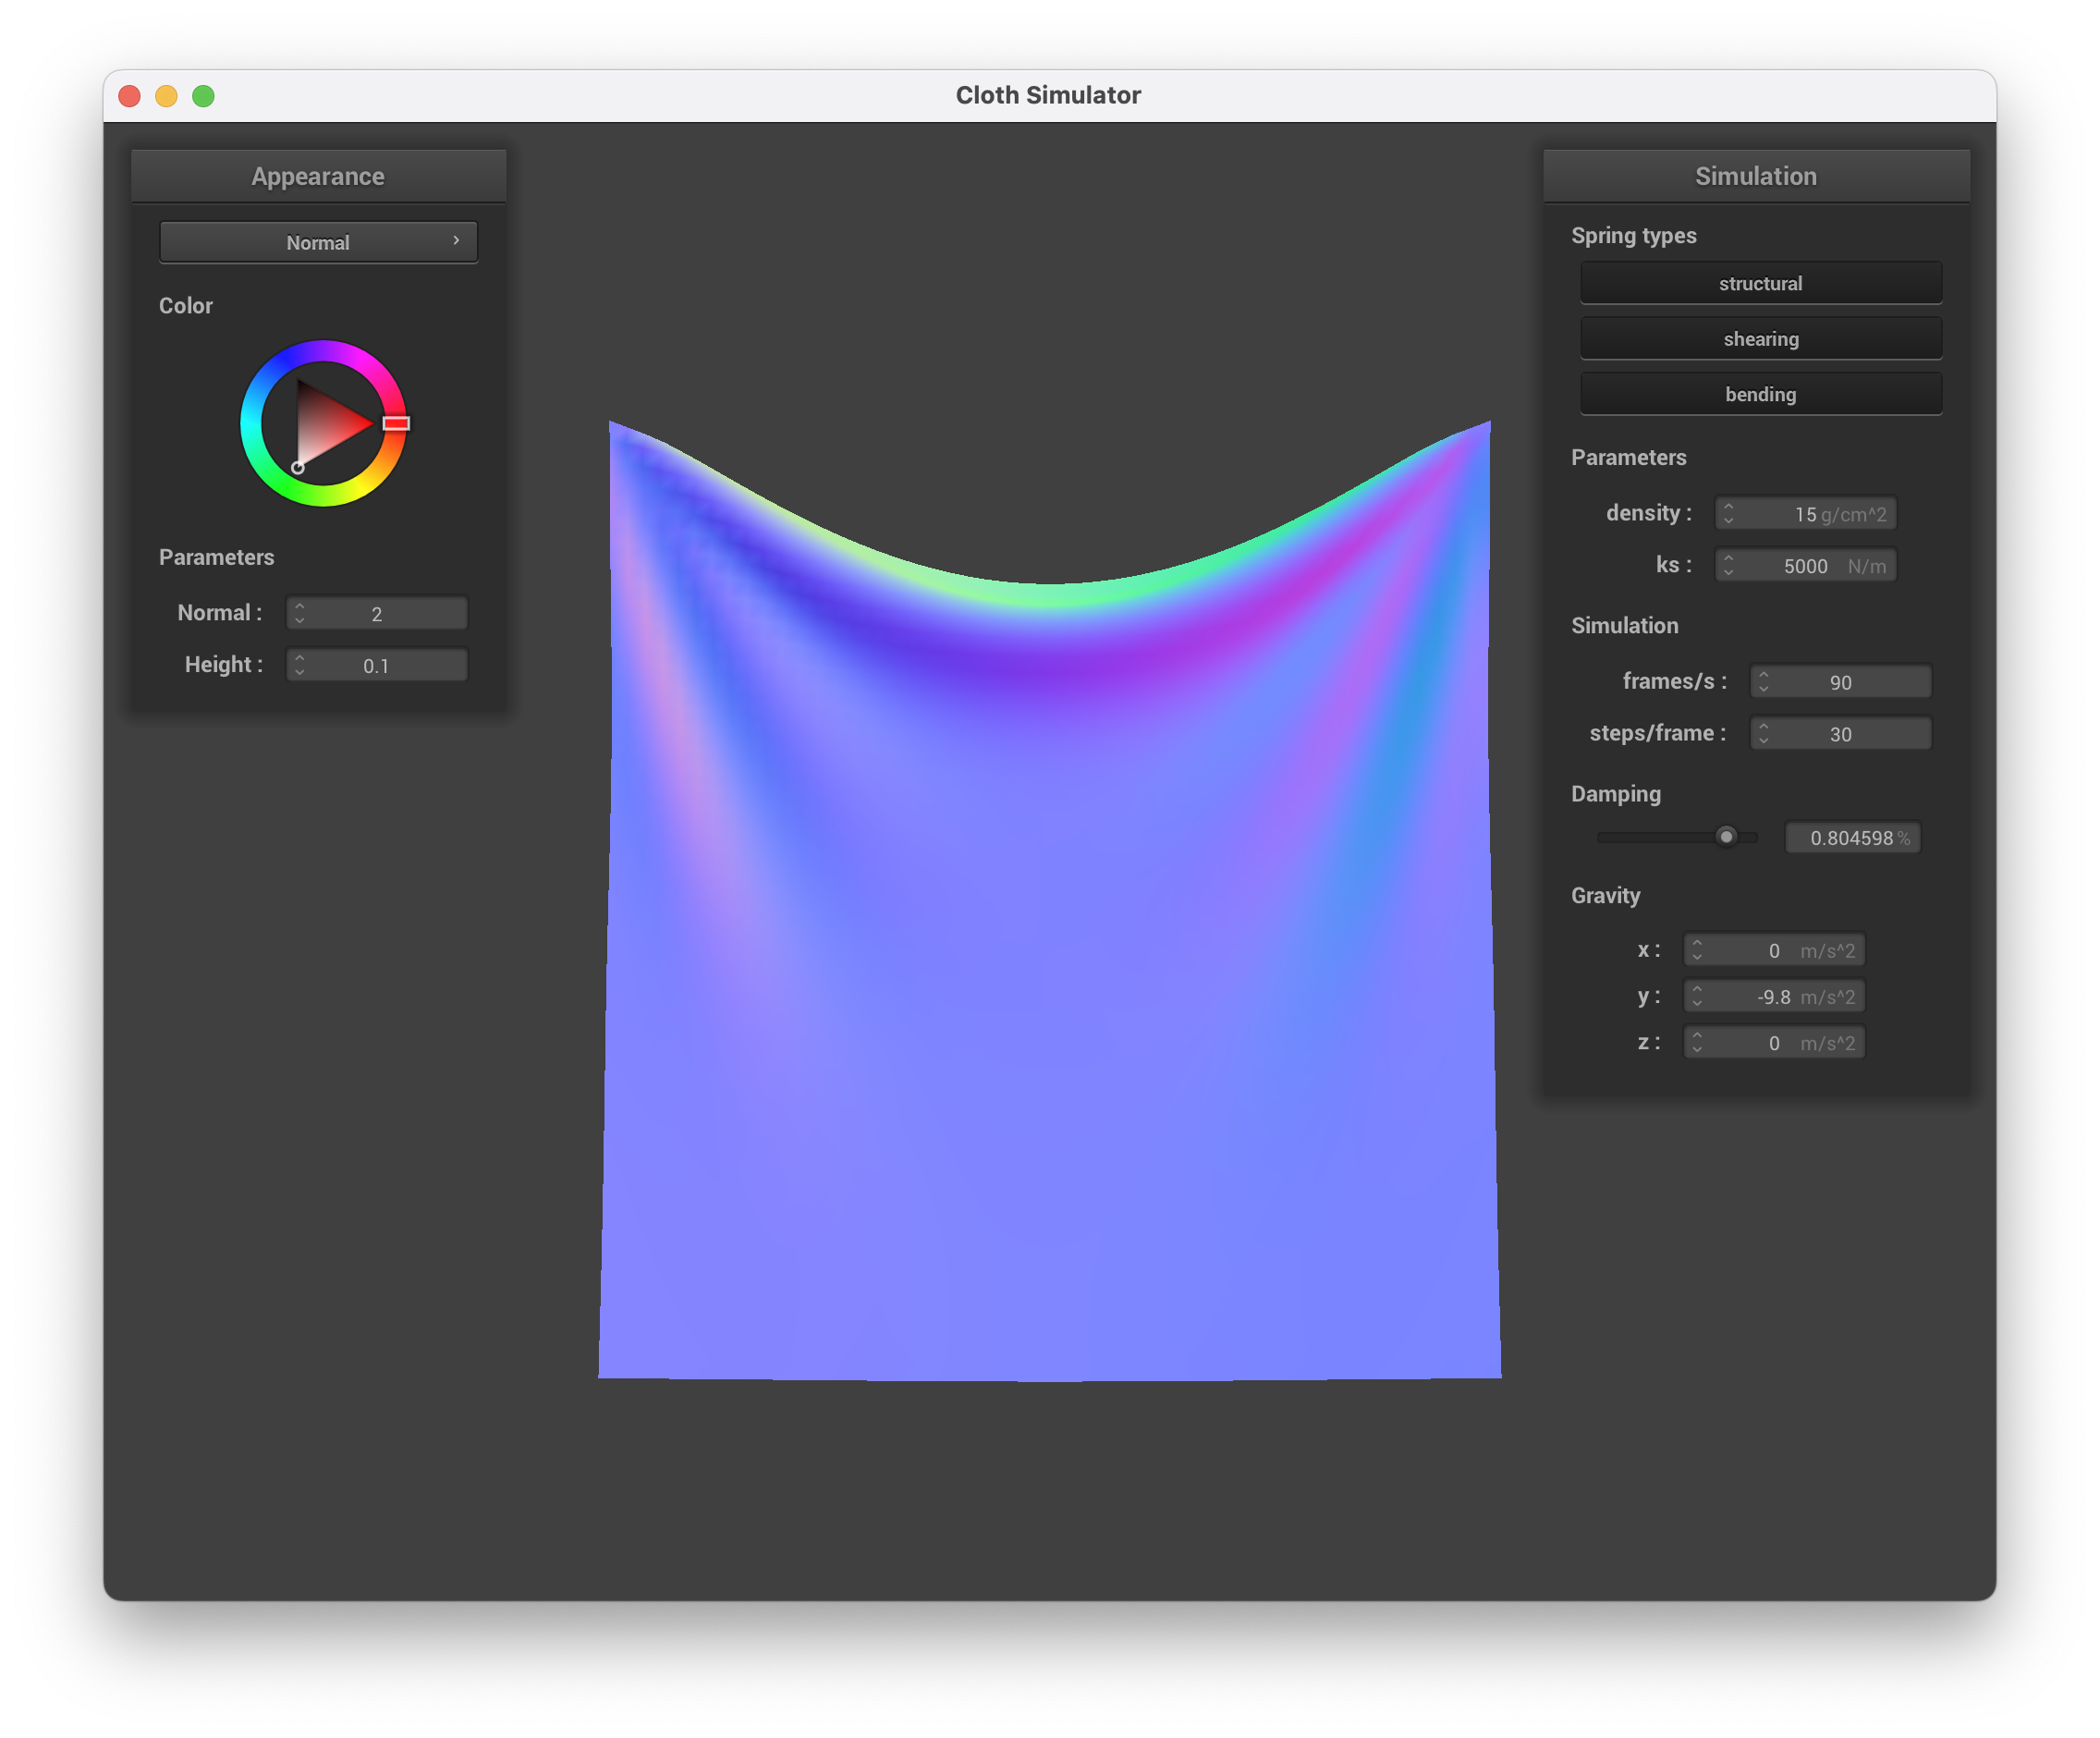 Cloth Simulator
Appearance
Normal
Color
Parameters
Normal : 2
Height : 0.1
Simulation
Spring types
structural
shearing
bending
Parameters
density : 15 g/cm^2
ks : 5000 N/m
Simulation
frames/s : 90
steps/frame : 30
Damping
0.804598 %
Gravity
x : 0 m/s^2
y : -9.8 m/s^2
z : 0 m/s^2